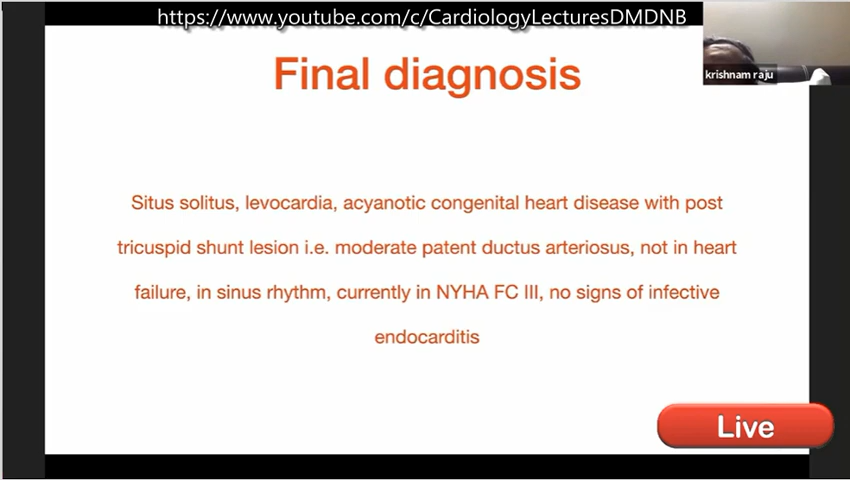 https://www.youtube.com/c/CardiologyLecturesDMDNB
krishnam raju
Final diagnosis
Situs solitus, levocardia, acyanotic congenital heart disease with post
tricuspid shunt lesion i.e. moderate patent ductus arteriosus, not in heart
failure, in sinus rhythm, currently in NYHA FC III, no signs of infective
endocarditis
Live